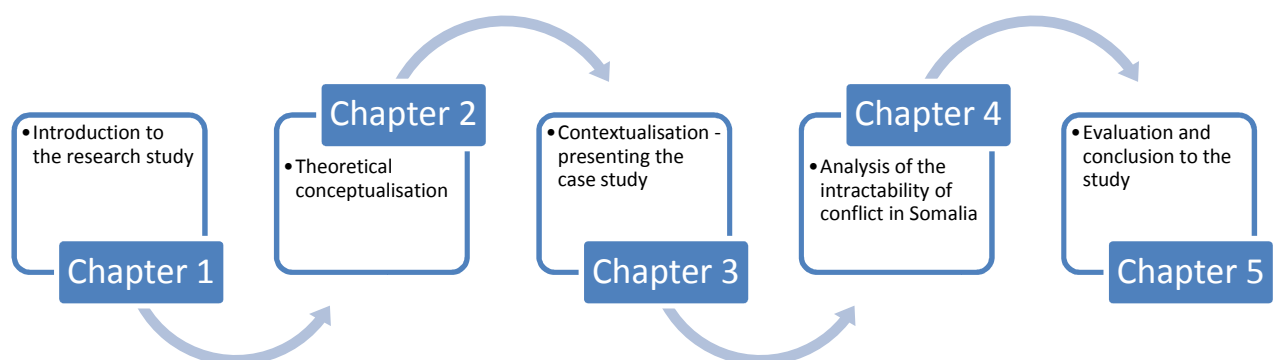 •Introduction to
the research study
Chapter 1
Chapter 2
•Theoretical
conceptualisation
•Contextualisation -
presenting the
case study
Chapter 3
Chapter 4
•Analysis of the
intractability of
conflict in Somalia
•Evaluation and
conclusion to the
study
Chapter 5